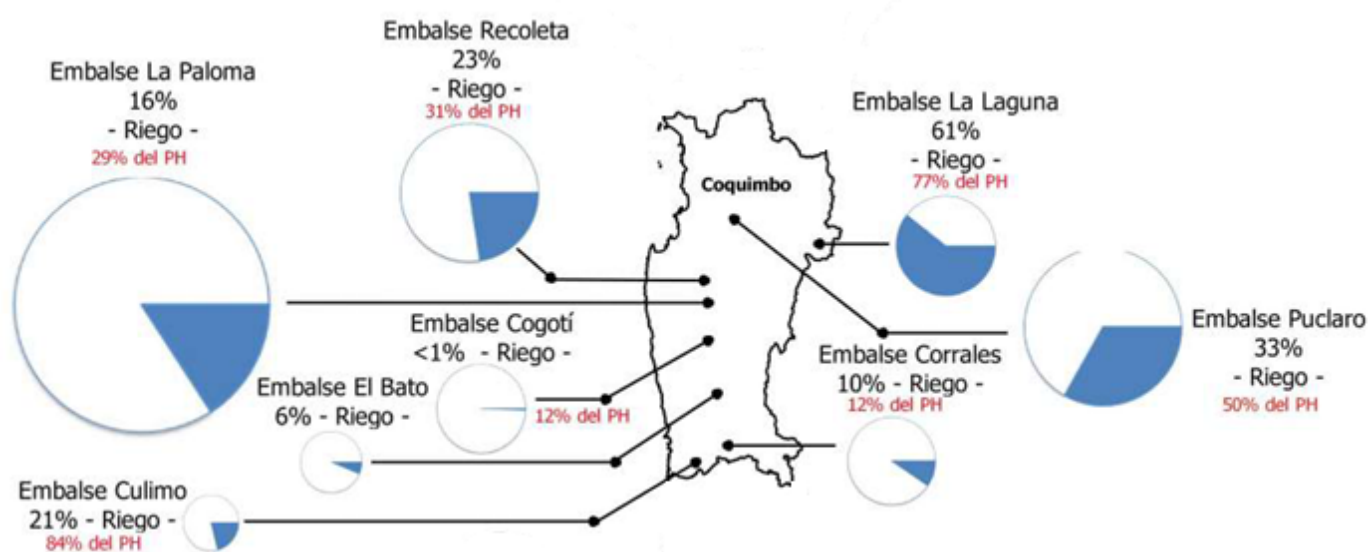 Embalse La Paloma
16%
- Riego -
29% del PH
Embalse Recoleta
23%
- Riego -
31% del PH
Embalse La Laguna
61%
- Riego -
77% del PH
Coquimbo
Embalse Puclaro
33%
- Riego -
50% del PH
Embalse Cogotí
<1% - Riego -
12% del PH
Embalse Corrales
10% - Riego -
12% del PH
Embalse El Bato
6% - Riego -
Embalse Culimo
21% - Riego -
84% del PH